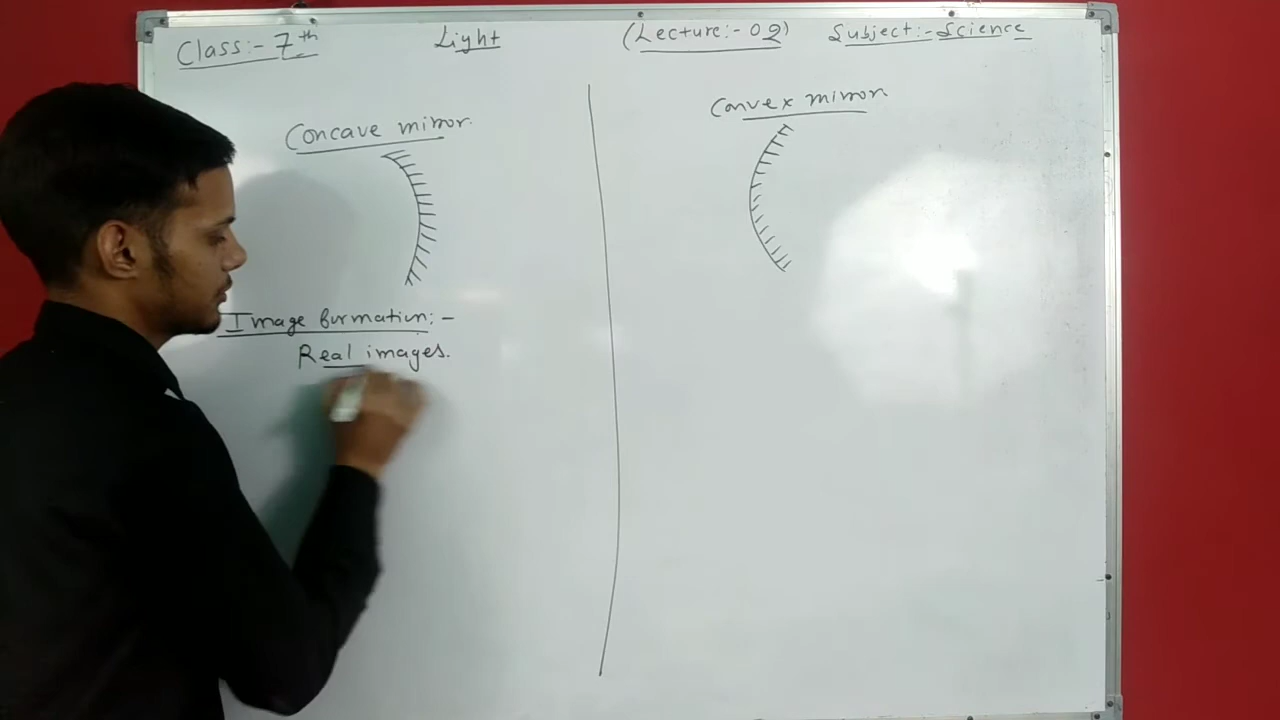 Class:- 7th Light (Lecture:- 02) Subject:- Science
Concave mirror.
Image formation:-
Real images.
Convex mirror.